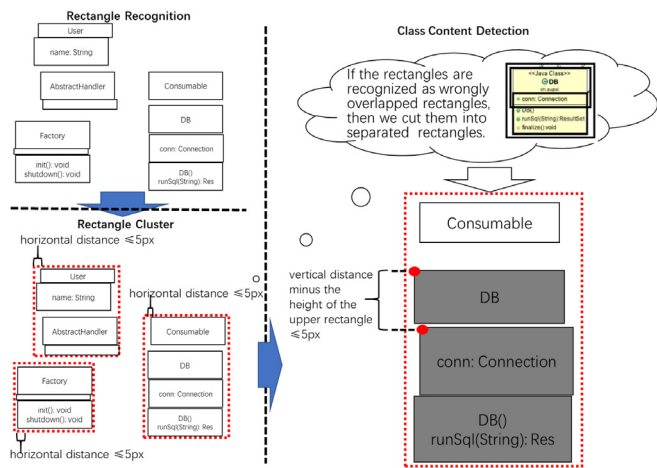 Rectangle Recognition
User
name: String
AbstractHandler
Consumable
DB
Factory
conn: Connection
init(): void
shutdown(): void
DB()
runSql(String): Res
Rectangle Cluster
horizontal distance ≤5px
User
name: String
horizontal distance ≤5px
AbstractHandler
Consumable
DB
Factory
conn: Connection
init(): void
shutdown(): void
DB()
runSql(String): Res
horizontal distance ≤5px
Class Content Detection
If the rectangles are
recognized as wrongly
overlapped rectangles,
then we cut them into
separated rectangles.
<<Java Class>>
DB
conn: Connection
DB()
runSql(String):ResultSet
finalize():void
Consumable
vertical distance
minus the
height of the
upper rectangle
≤5px
DB
conn: Connection
DB()
runSql(String): Res